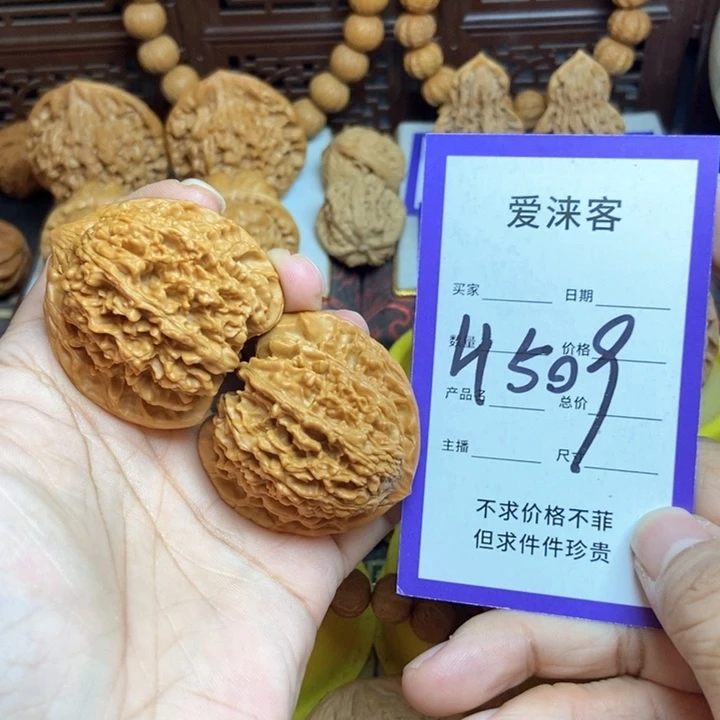 爱涞客
买家 日期
数量 价格
4509
产品名 总价
主播 尺寸
不求价格不菲
但求件件珍贵